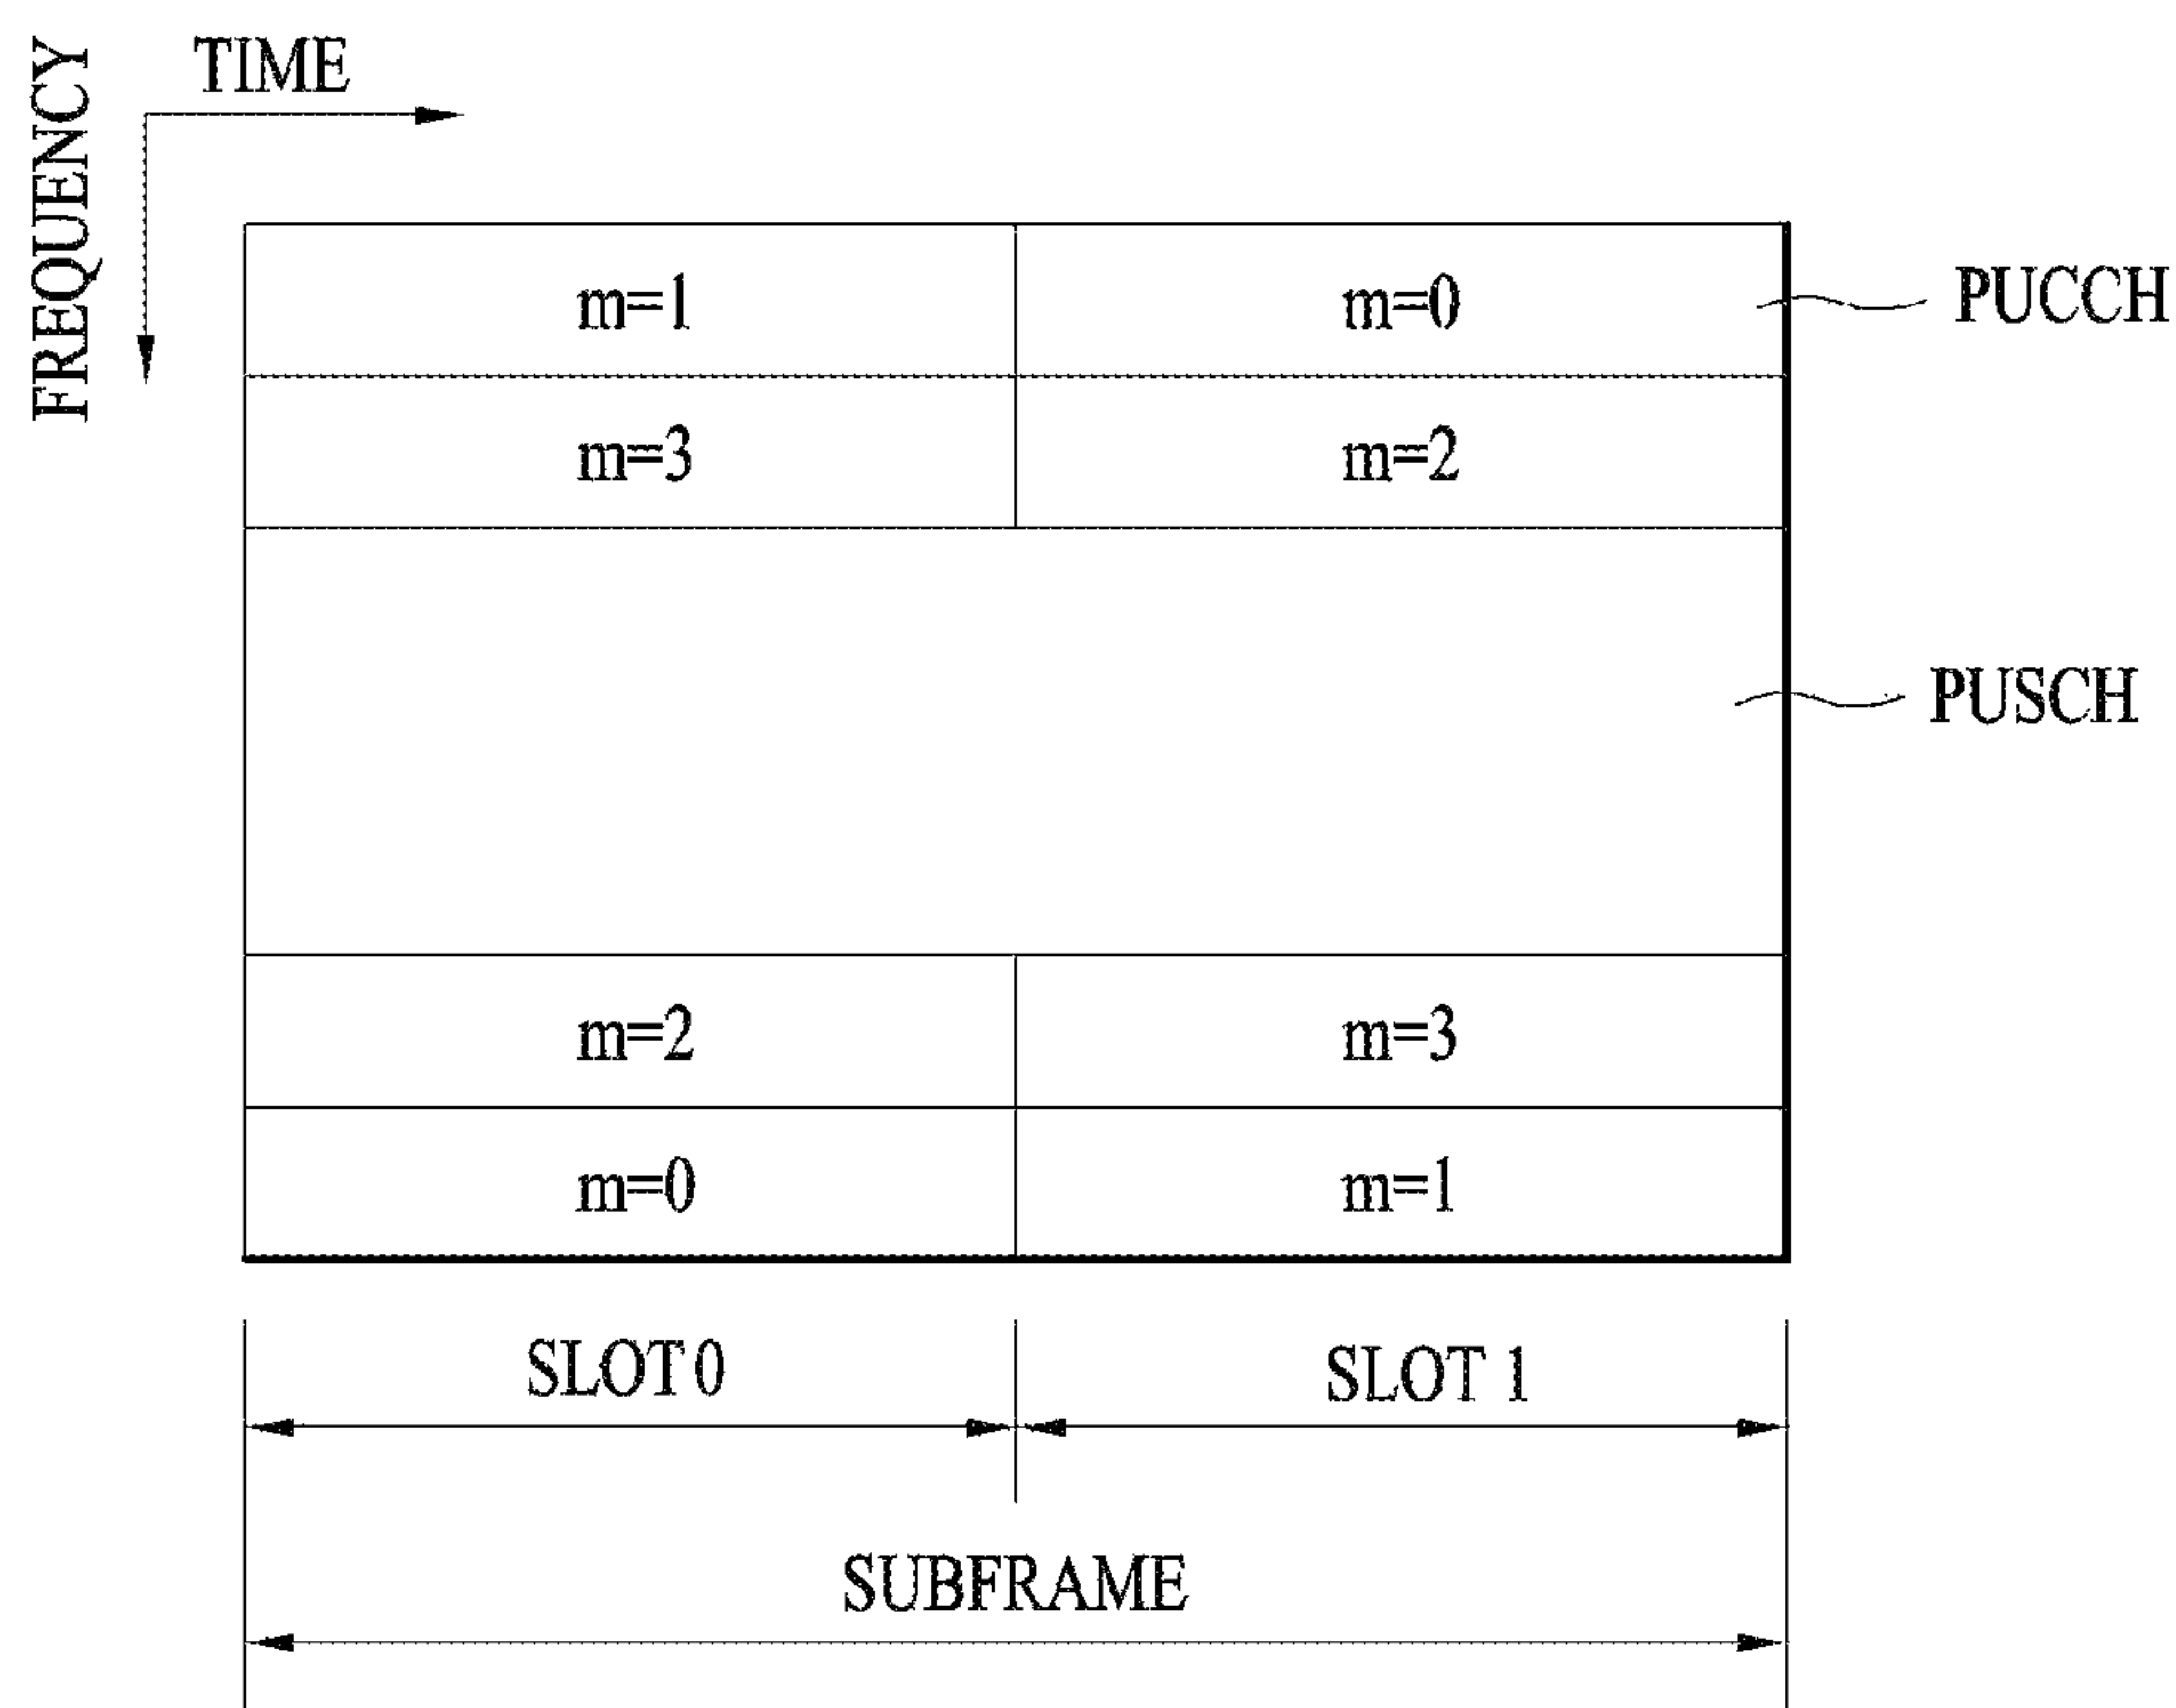 TIME
FREQUENCY
m=1 m=0 PUCCH
m=3 m=2
PUSCH
m=2 m=3
m=0 m=1
SLOT 0 SLOT 1
SUBFRAME